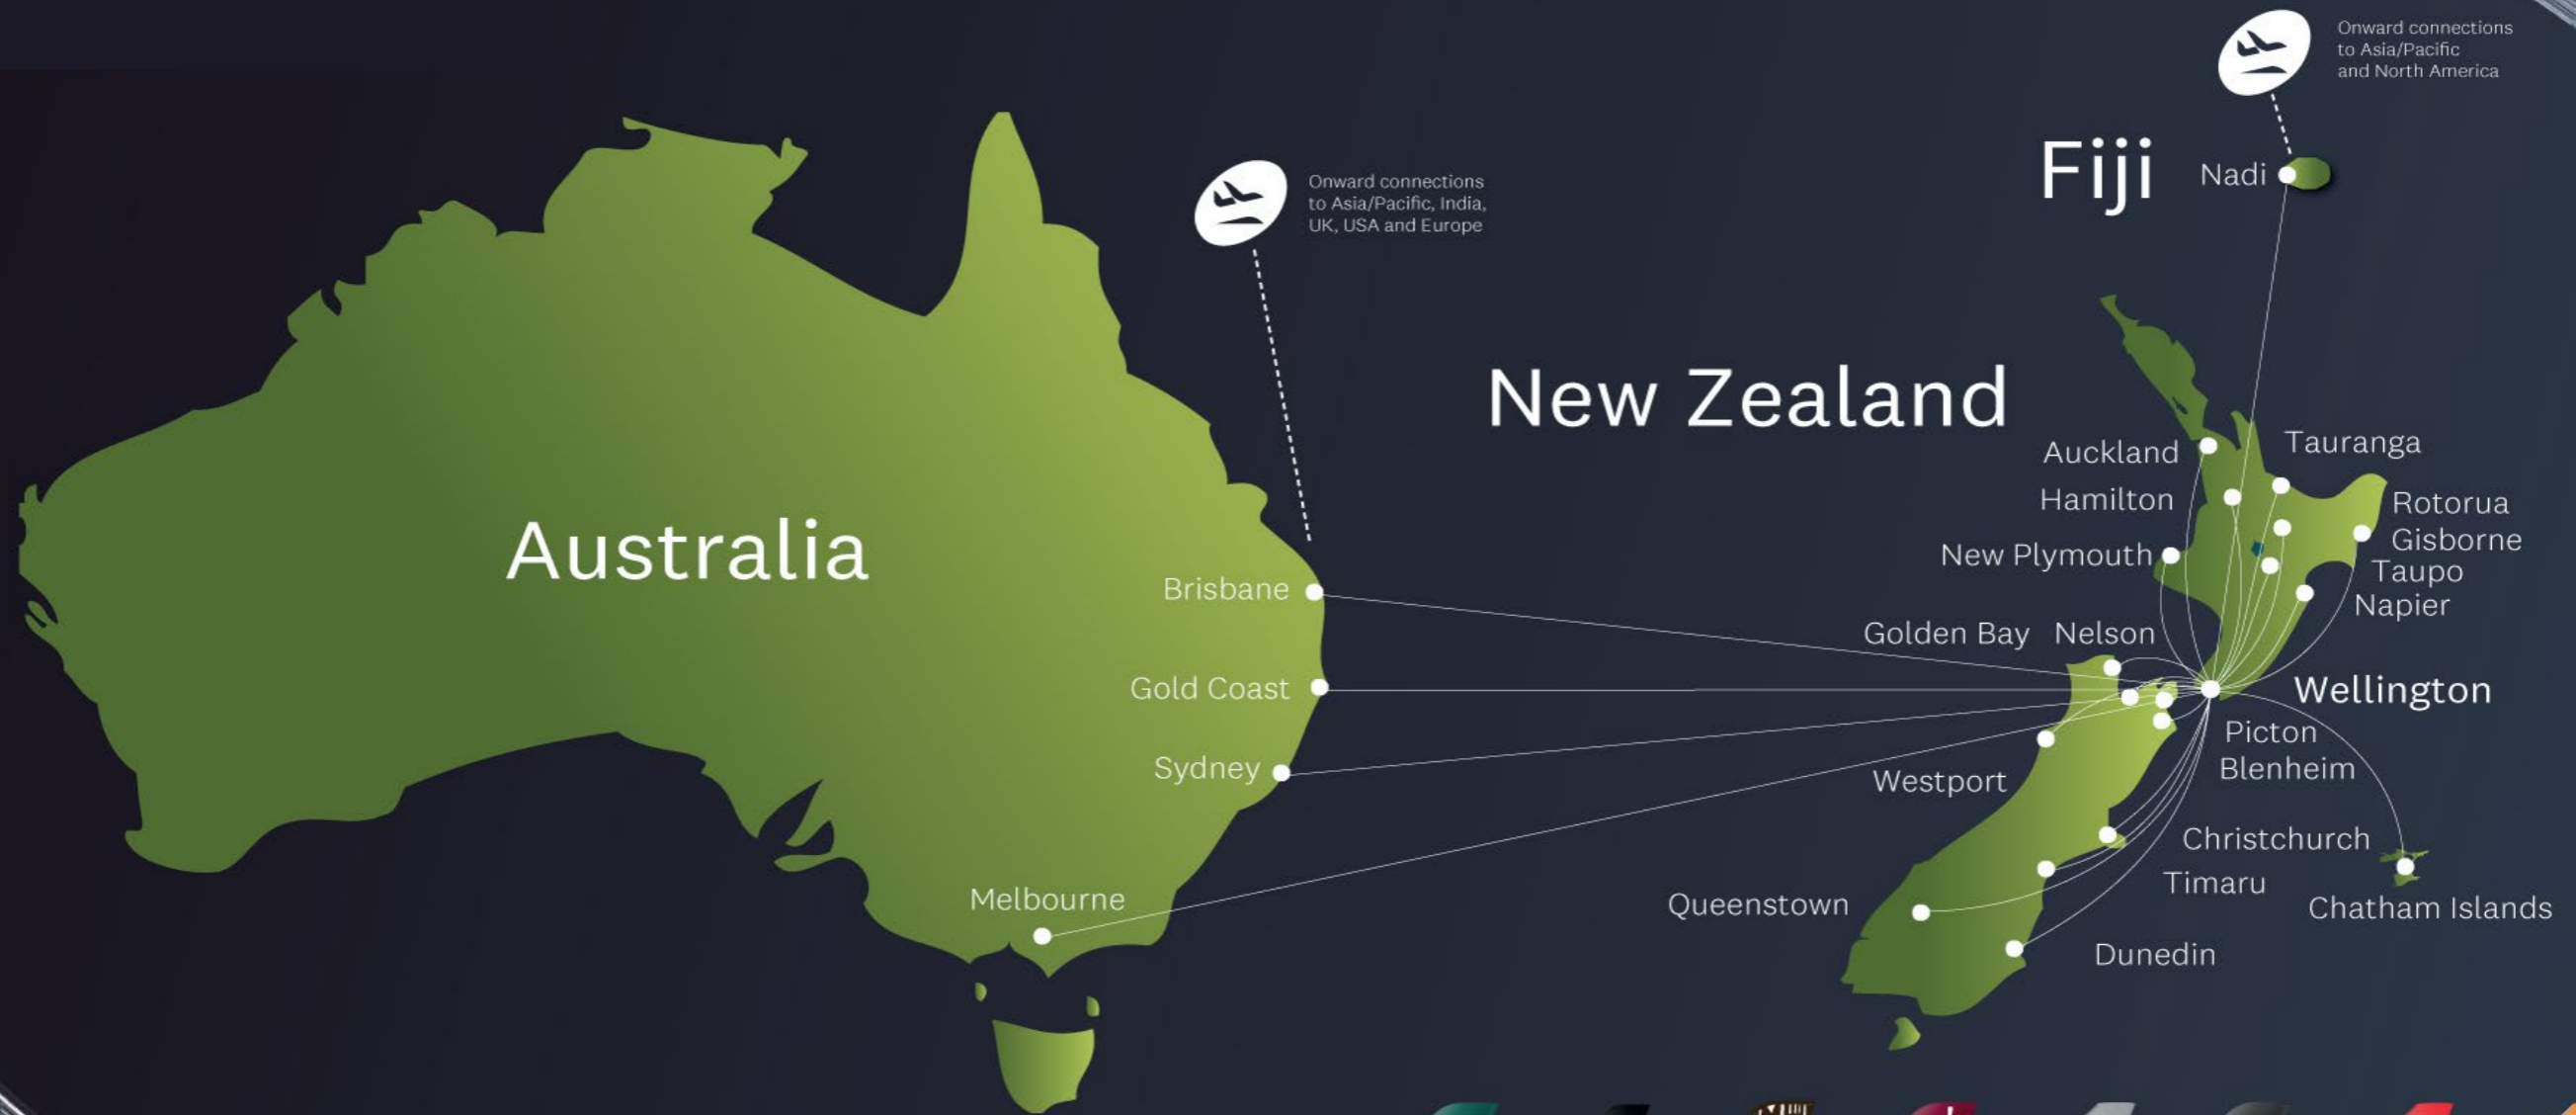 Onward connections
to Asia/Pacific
and North America
Fiji
Nadi
Onward connections
to Asia/Pacific, India,
UK, USA and Europe
New Zealand
Australia
Auckland
Tauranga
Hamilton
Rotorua
Gisborne
New Plymouth
Taupo
Napier
Brisbane
Golden Bay
Nelson
Gold Coast
Wellington
Picton
Blenheim
Sydney
Westport
Christchurch
Timaru
Melbourne
Queenstown
Chatham Islands
Dunedin